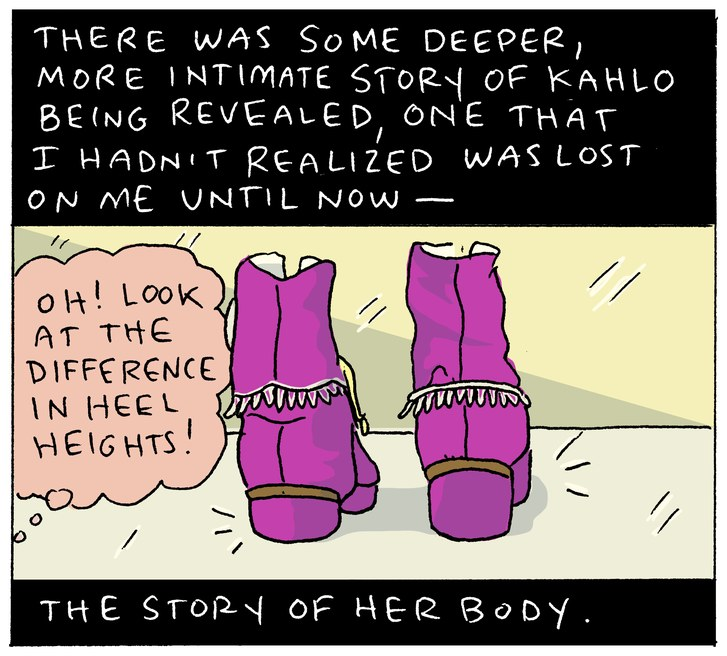 THERE WAS SOME DEEPER,
MORE INTIMATE STORY OF KAHLO
BEING REVEALED, ONE THAT
I HADN'T REALIZED WAS LOST
ON ME UNTIL NOW —
OH! LOOK
AT THE
DIFFERENCE
IN HEEL
HEIGHTS!
THE STORY OF HER BODY.